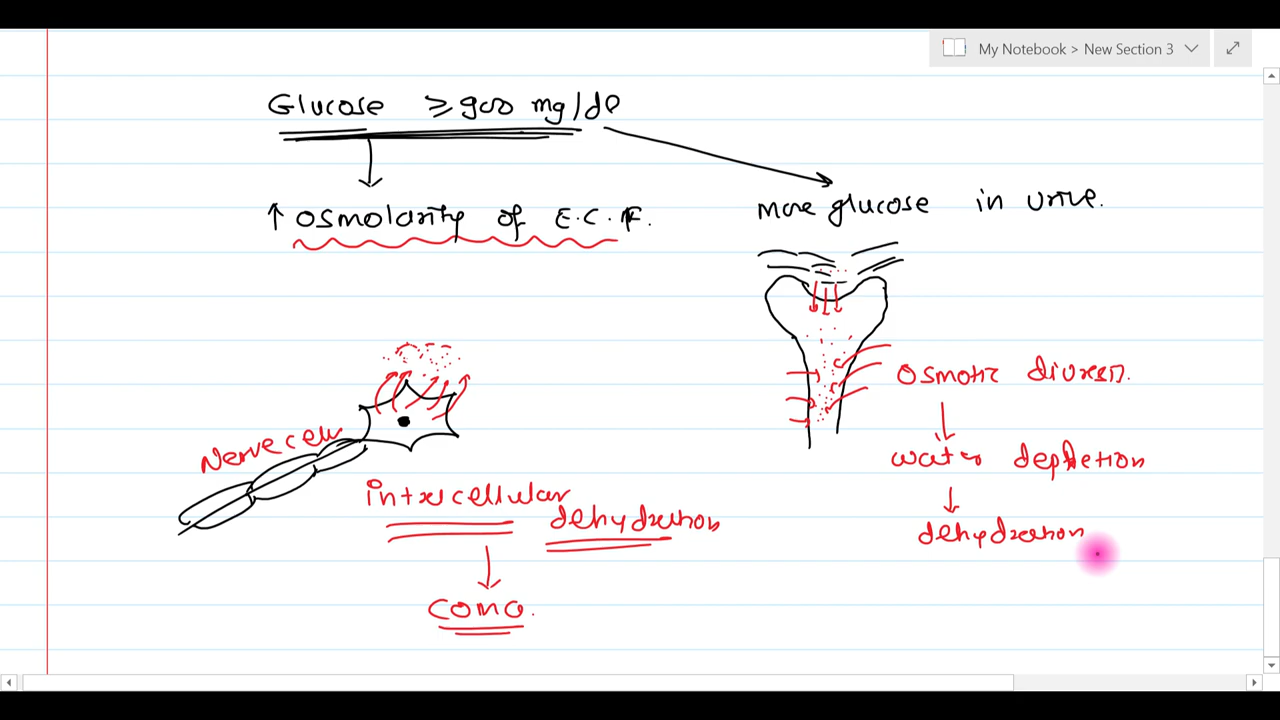 My Notebook > New Section 3
Glucose ≥900 mg/dl
↑ osmolarity of E.C.F.
more glucose in urine.
osmotic diuresis.
Nerve cell
water depletion
intracellular
dehydration
dehydration
coma.